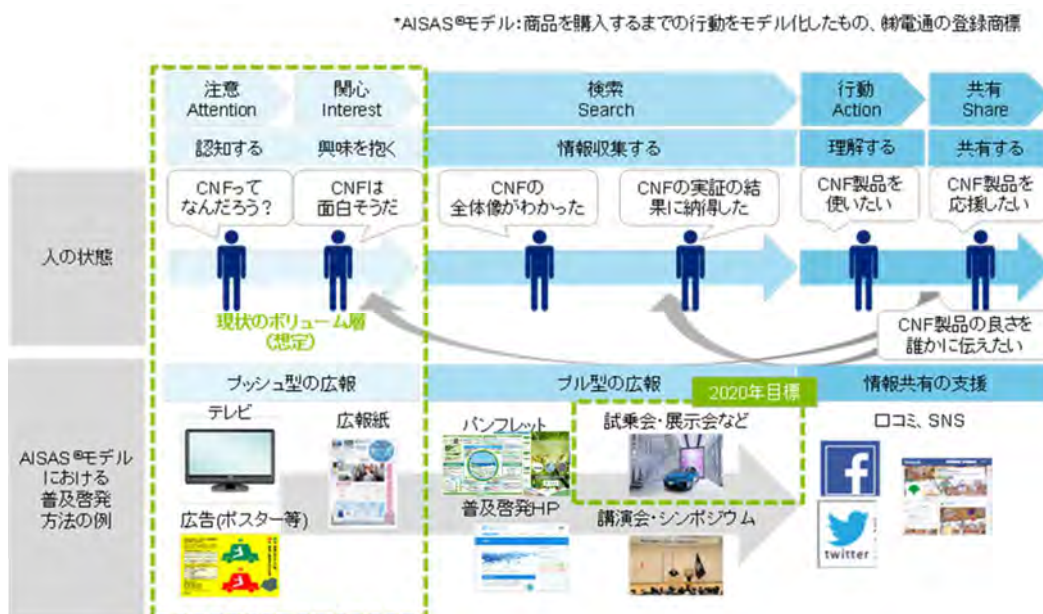 *AISAS®モデル：商品を購入するまでの行動をモデル化したもの、㈱電通の登録商標
注意
Attention
関心
Interest
検索
Search
行動
Action
共有
Share
認知する
興味を抱く
情報収集する
理解する
共有する
人の状態
CNFって
なんだろう？
CNFは
面白そうだ
CNFの
全体像がわかった
CNFの実証の結
果に納得した
CNF製品を
使いたい
CNF製品を
応援したい
現状のボリューム層
(想定)
CNF製品の良さを
誰かに伝えたい
AISAS®モデル
における
普及啓発
方法の例
プッシュ型の広報
プル型の広報
2020年目標
情報共有の支援
テレビ
広報紙
パンフレット
試乗会・展示会など
口コミ、SNS
広告(ポスター等)
普及啓発HP
講演会・シンポジウム
twitter